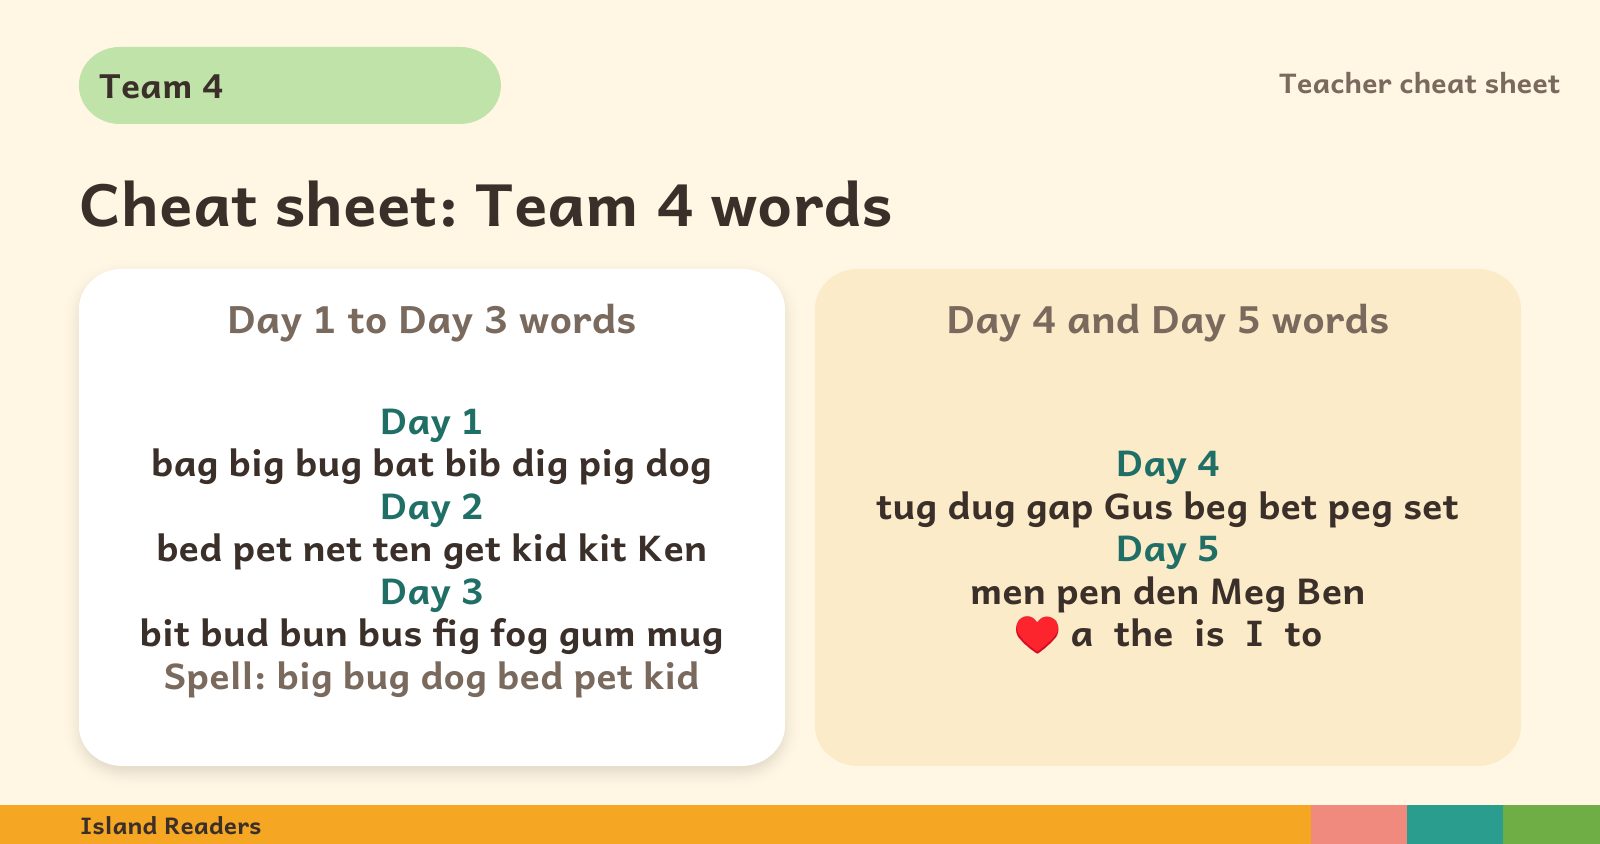 Team 4
Teacher cheat sheet
Cheat sheet: Team 4 words
Day 1 to Day 3 words
Day 1
bag big bug bat bib dig pig dog
Day 2
bed pet net ten get kid kit Ken
Day 3
bit bud bun bus fig fog gum mug
Spell: big bug dog bed pet kid
Day 4 and Day 5 words
Day 4
tug dug gap Gus beg bet peg set
Day 5
men pen den Meg Ben
❤️ a the is I to
Island Readers